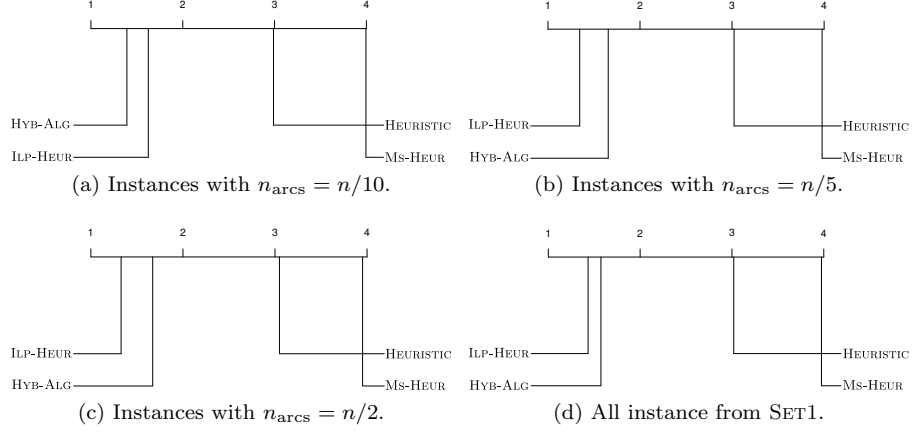 1 2 3 4
HYB-ALG HEURISTIC
ILP-HEUR MS-HEUR
(a) Instances with n_arcs = n/10.
1 2 3 4
ILP-HEUR HEURISTIC
HYB-ALG MS-HEUR
(b) Instances with n_arcs = n/5.
1 2 3 4
ILP-HEUR HEURISTIC
HYB-ALG MS-HEUR
(c) Instances with n_arcs = n/2.
1 2 3 4
ILP-HEUR HEURISTIC
HYB-ALG MS-HEUR
(d) All instance from SET1.